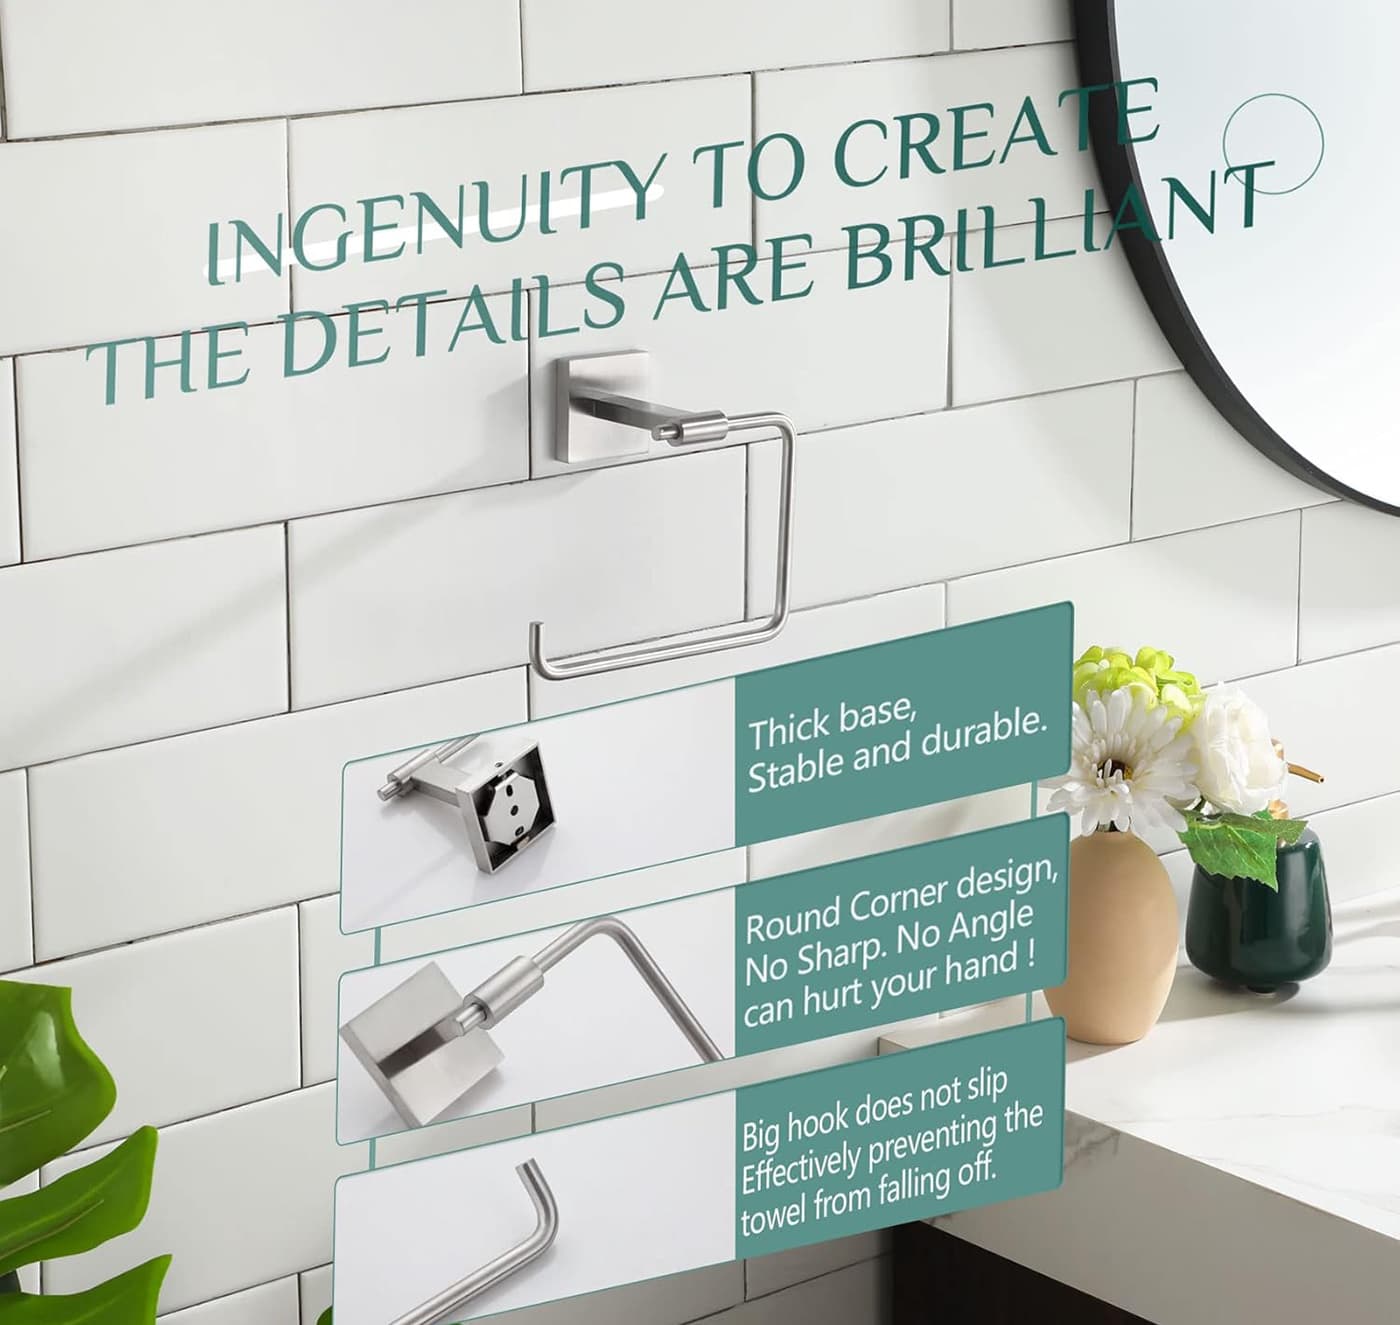 INGENUITY TO CREATE
THE DETAILS ARE BRILLIANT
Thick base,
Stable and durable.
Round Corner design,
No Sharp. No Angle
can hurt your hand !
Big hook does not slip
Effectively preventing the
towel from falling off.